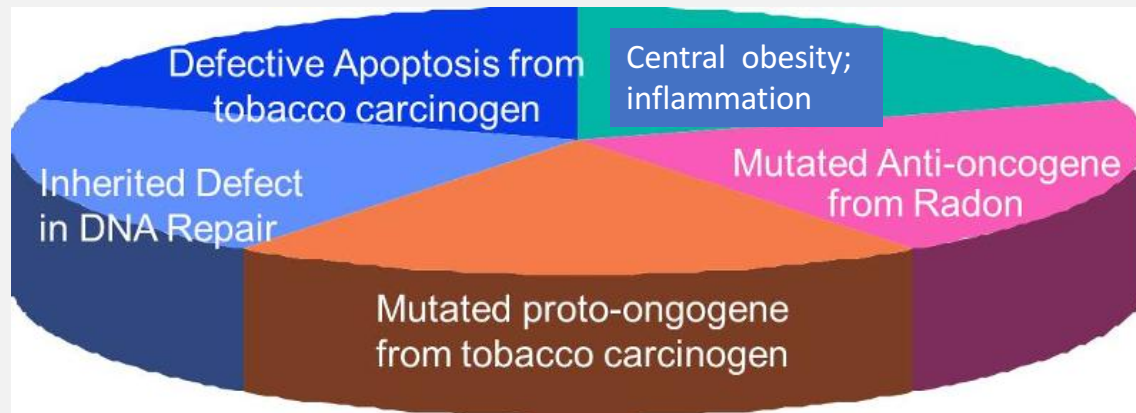 Defective Apoptosis from
tobacco carcinogen
Central obesity;
inflammation
Inherited Defect
in DNA Repair
Mutated Anti-oncogene
from Radon
Mutated proto-ongogene
from tobacco carcinogen